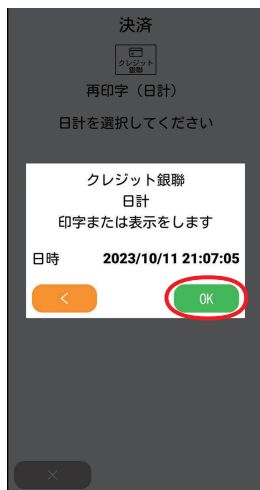 決済
クレジット
銀聯
再印字（日計）
日計を選択してください
クレジット銀聯
日計
印字または表示をします
日時 2023/10/11 21:07:05
< OK
×